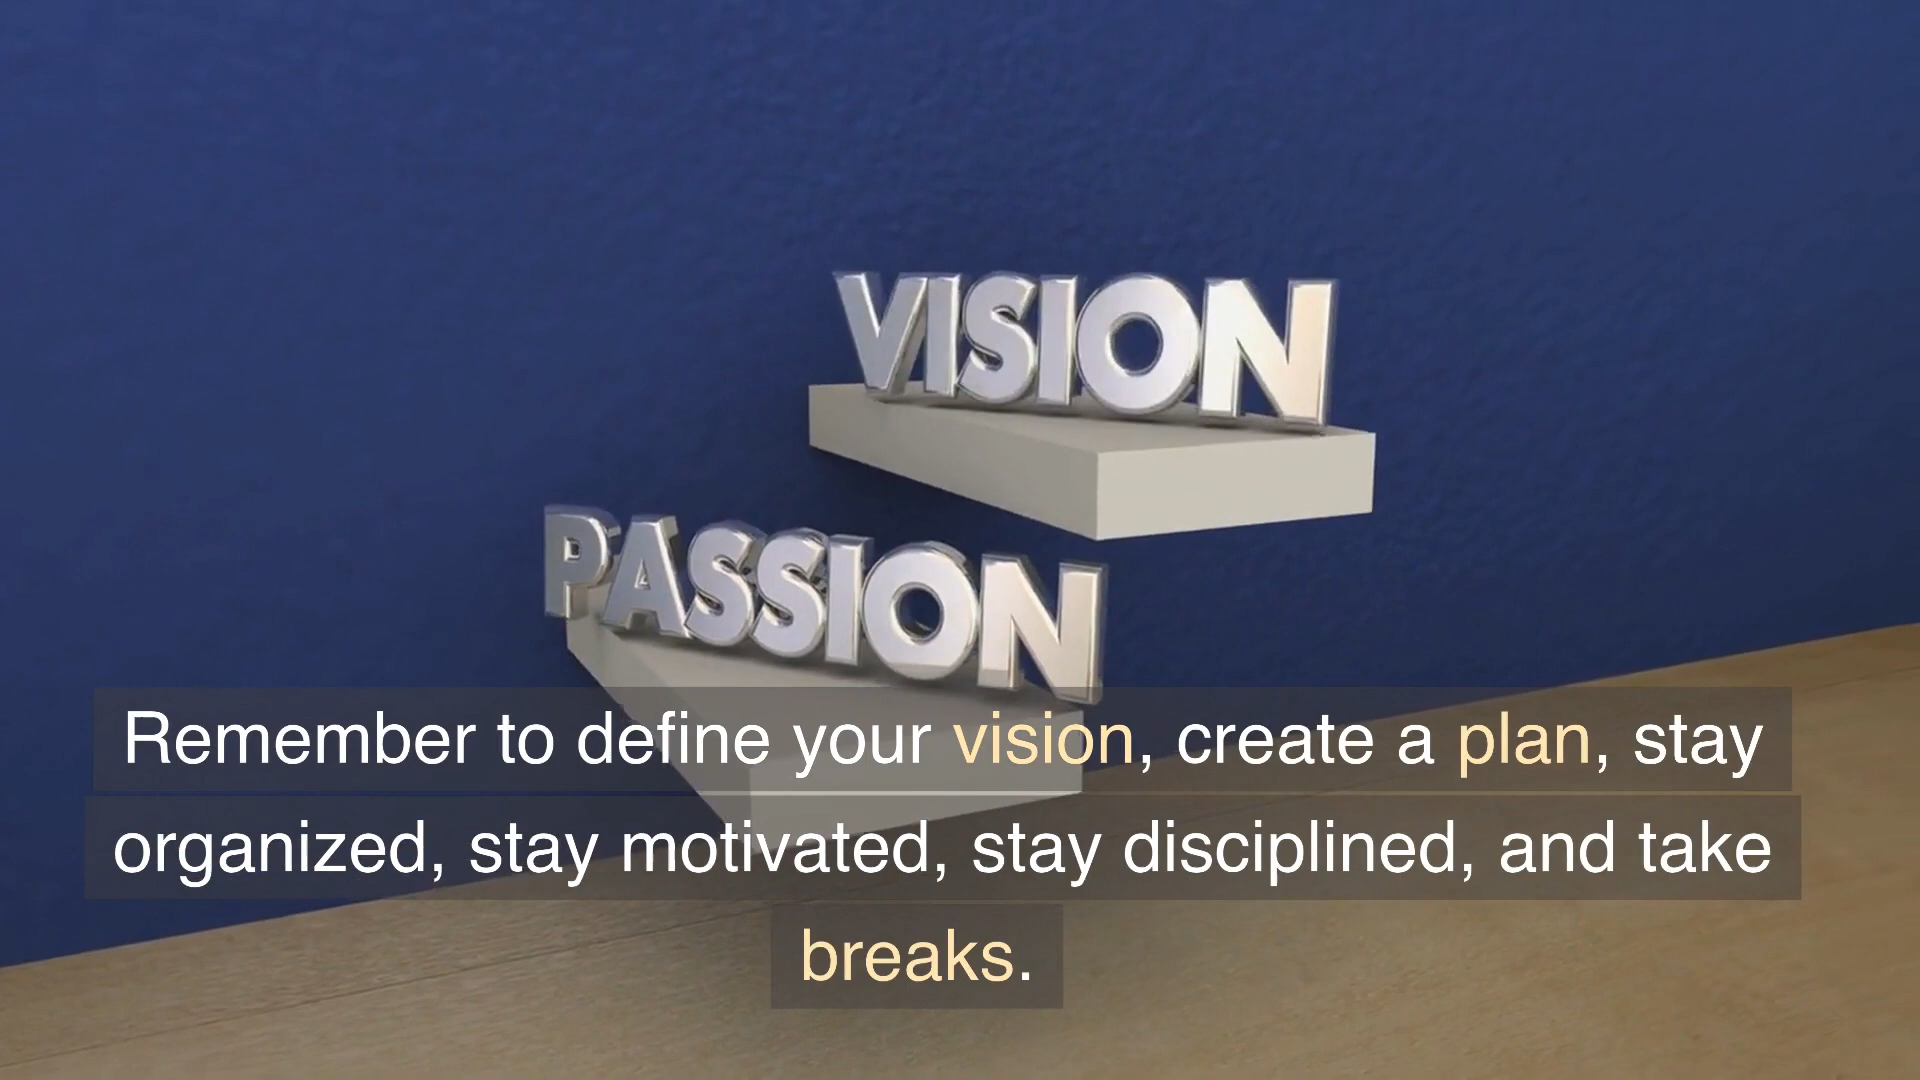 VISION
PASSION
Remember to define your vision, create a plan, stay
organized, stay motivated, stay disciplined, and take
breaks.